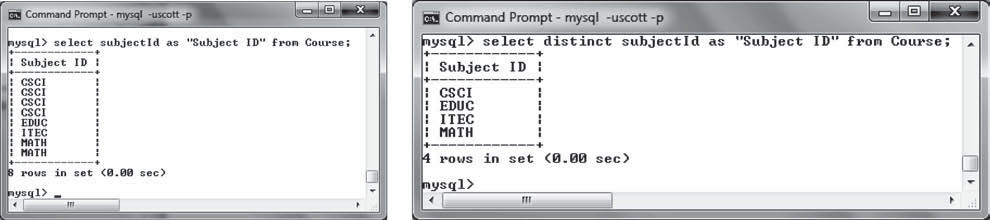 Command Prompt - mysql -uscott -p
mysql> select subjectId as "Subject ID" from Course;
+------------+
| Subject ID |
+------------+
| CSCI       |
| CSCI       |
| CSCI       |
| CSCI       |
| EDUC       |
| ITEC       |
| MATH       |
| MATH       |
+------------+
8 rows in set (0.00 sec)
mysql> _
Command Prompt - mysql -uscott -p
mysql> select distinct subjectId as "Subject ID" from Course;
+------------+
| Subject ID |
+------------+
| CSCI       |
| EDUC       |
| ITEC       |
| MATH       |
+------------+
4 rows in set (0.00 sec)
mysql>